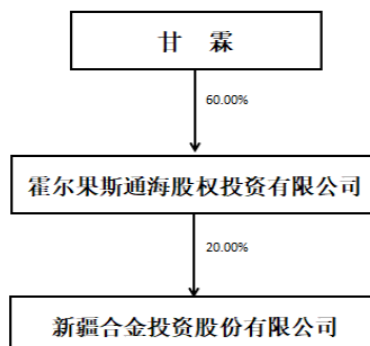 甘 霖
60.00%
霍尔果斯通海股权投资有限公司
20.00%
新疆合金投资股份有限公司